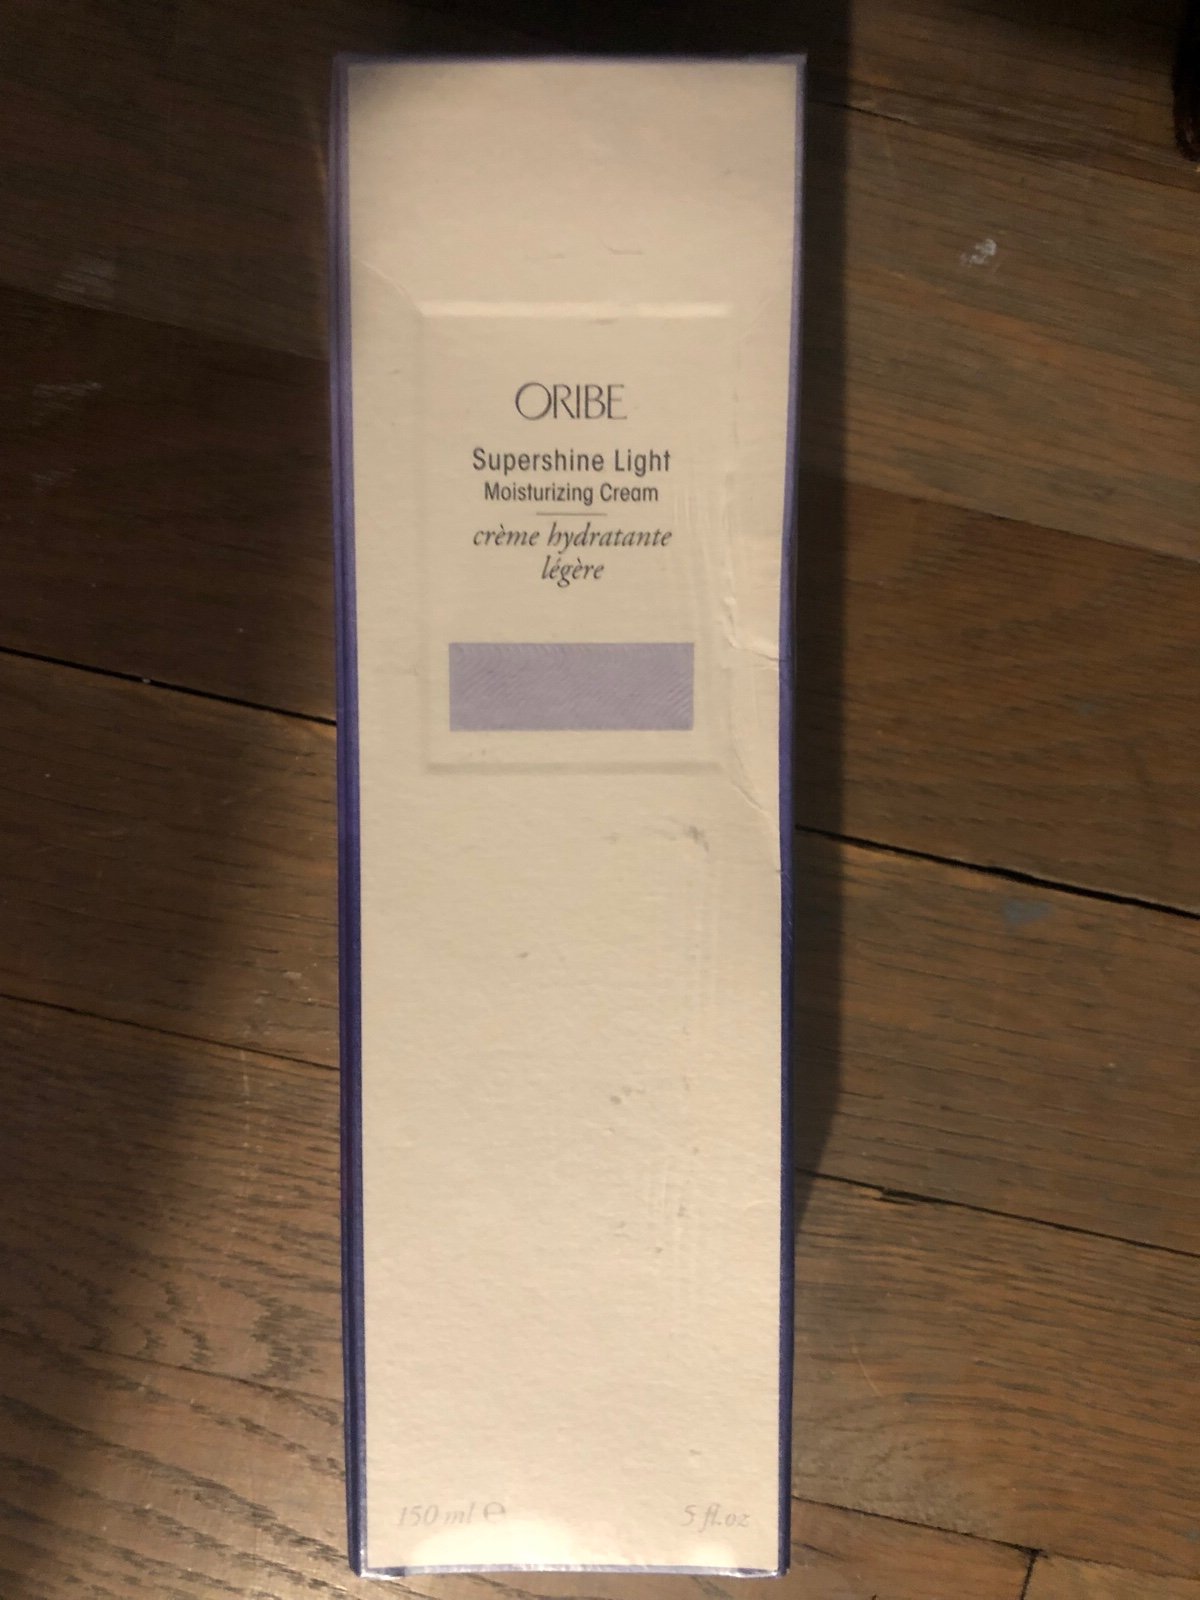 ORIBE
Supershine Light
Moisturizing Cream
crème hydratante
légère
150 ml ℮
5 fl.oz